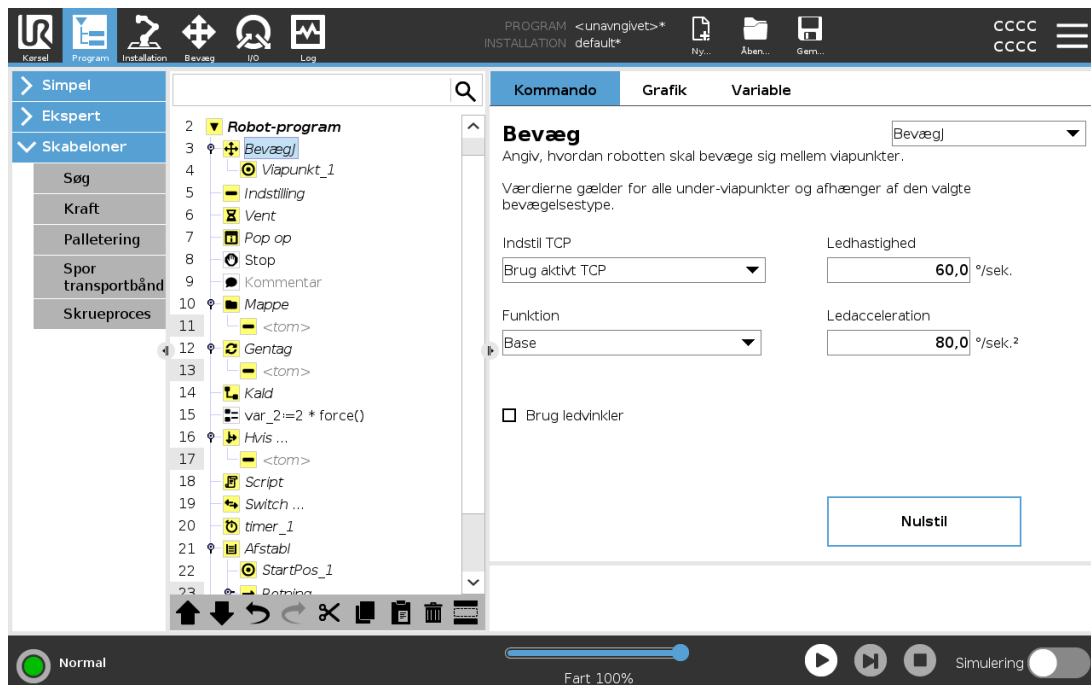 PROGRAM <unavngivet>*
INSTALLATION default*
CCCC
CCCC
UR
Kørsel
Program
Installation
Bevæg
I/O
Log
Ny...
Åben...
Gem...
Simpel
Ekspert
Skabeloner
Søg
Kraft
Palletering
Spor
transportbånd
Skrueproces
2 Robot-program
3 BevægJ
4 Viapunkt_1
5 Indstilling
6 Vent
7 Pop op
8 Stop
9 Kommentar
10 Mappe
11 <tom>
12 Gentag
13 <tom>
14 Kald
15 var_2:=2 * force()
16 Hvis ...
17 <tom>
18 Script
19 Switch ...
20 timer_1
21 Afstabl
22 StartPos_1
23 Retning
Kommando
Grafik
Variable
Bevæg
BevægJ
Angiv, hvordan robotten skal bevæge sig mellem viapunkter.
Værdierne gælder for alle under-viapunkter og afhænger af den valgte
bevægelsestype.
Indstil TCP
Ledhastighed
Brug aktivt TCP
60,0 °/sek.
Funktion
Ledacceleration
Base
80,0 °/sek.²
Brug ledvinkler
Nulstil
Normal
Fart 100%
Simulering